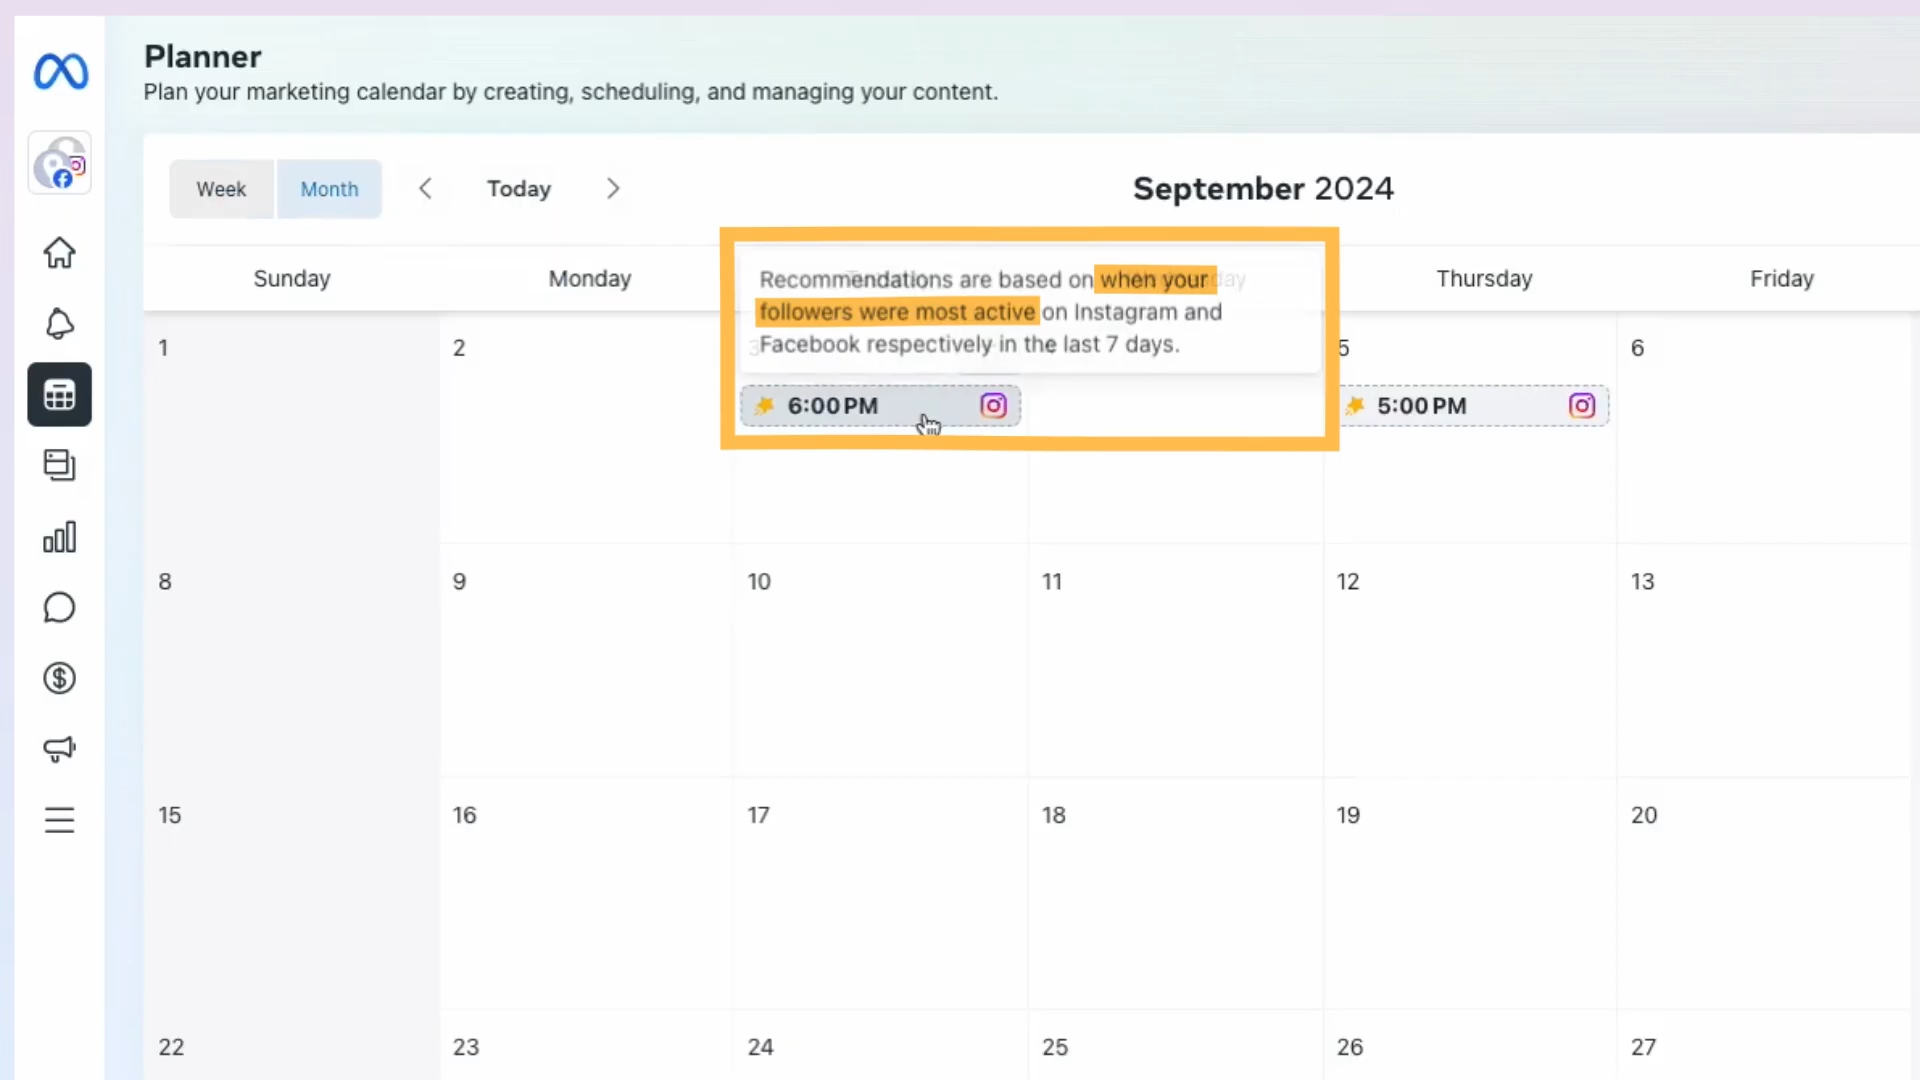 Planner
Plan your marketing calendar by creating, scheduling, and managing your content.
Week Month Today September 2024
Sunday Monday Thursday Friday
Recommendations are based on when your
followers were most active on Instagram and
Facebook respectively in the last 7 days.
1 2 3 5 6
6:00 PM 5:00 PM
8 9 10 11 12 13
15 16 17 18 19 20
22 23 24 25 26 27